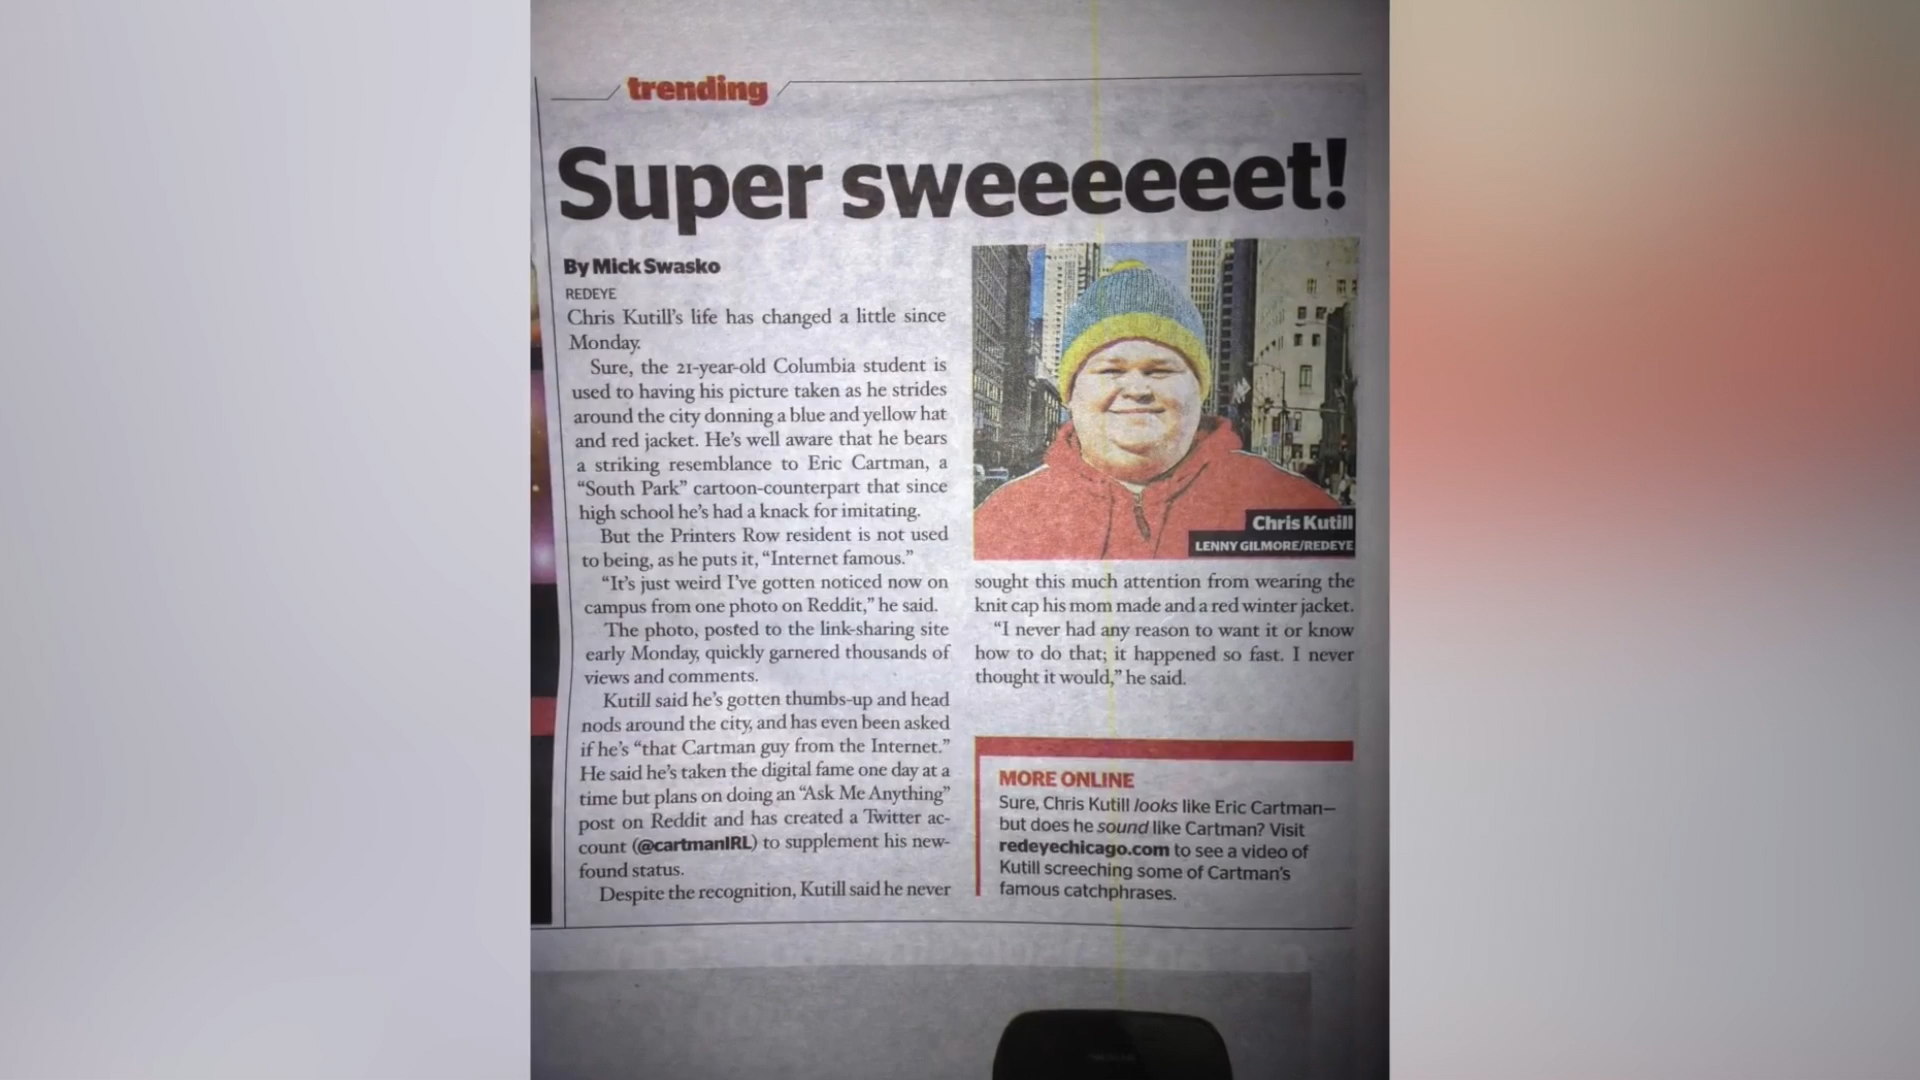 trending
Super sweeeeeeet!
By Mick Swasko
REDEYE
Chris Kutill's life has changed a little since
Monday.
Sure, the 21-year-old Columbia student is
used to having his picture taken as he strides
around the city donning a blue and yellow hat
and red jacket. He's well aware that he bears
a striking resemblance to Eric Cartman, a
“South Park” cartoon-counterpart that since
high school he's had a knack for imitating.
But the Printers Row resident is not used
to being, as he puts it, “Internet famous.”
“It's just weird I've gotten noticed now on
campus from one photo on Reddit,” he said.
The photo, posted to the link-sharing site
early Monday, quickly garnered thousands of
views and comments.
Kutill said he's gotten thumbs-up and head
nods around the city, and has even been asked
if he's “that Cartman guy from the Internet.”
He said he's taken the digital fame one day at a
time but plans on doing an “Ask Me Anything”
post on Reddit and has created a Twitter ac-
count (@cartmanIRL) to supplement his new-
found status.
Despite the recognition, Kutill said he never
Chris Kutill
LENNY GILMORE/REDEYE
sought this much attention from wearing the
knit cap his mom made and a red winter jacket.
“I never had any reason to want it or know
how to do that; it happened so fast. I never
thought it would,” he said.
MORE ONLINE
Sure, Chris Kutill looks like Eric Cartman—
but does he sound like Cartman? Visit
redeyechicago.com to see a video of
Kutill screeching some of Cartman's
famous catchphrases.